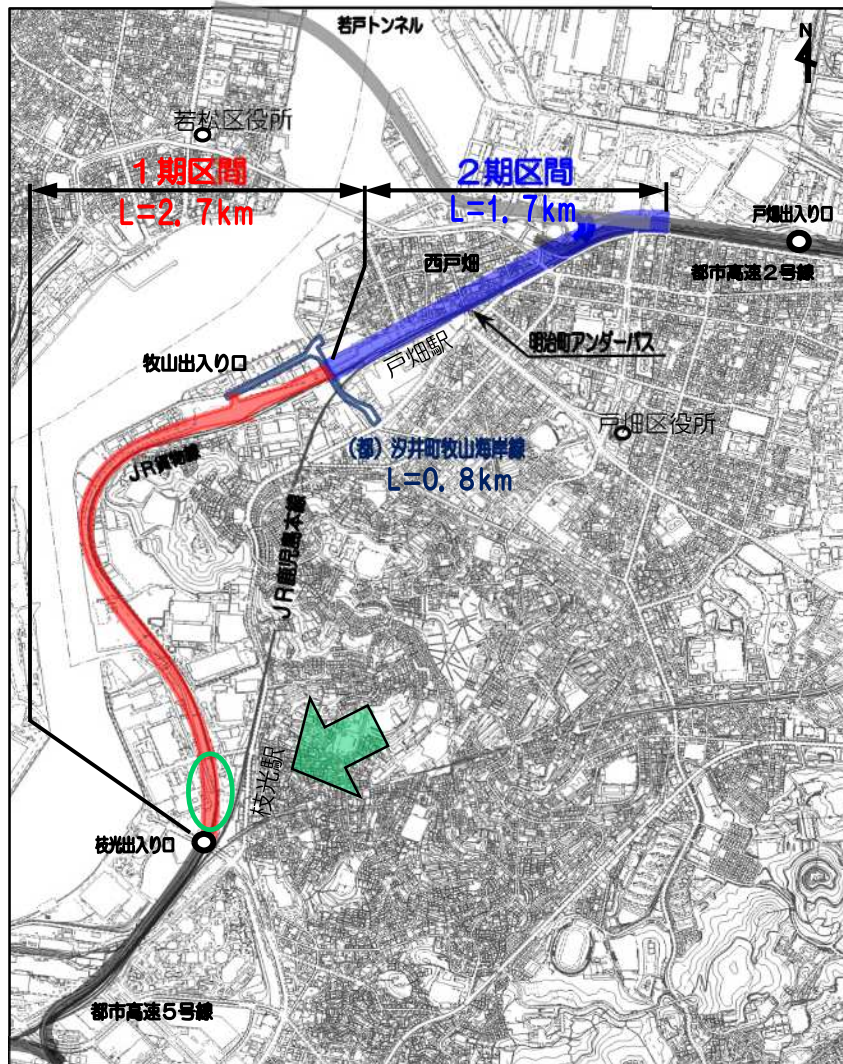 若戸トンネル
N
若松区役所
1期区間
L=2.7km
2期区間
L=1.7km
戸畑出入り口
都市高速2号線
西戸畑
戸畑駅
明治町アンダーパス
牧山出入り口
戸畑区役所
(都)汐井町牧山海岸線
L=0.8km
JR貨物線
JR鹿児島本線
枝光駅
枝光出入り口
都市高速5号線